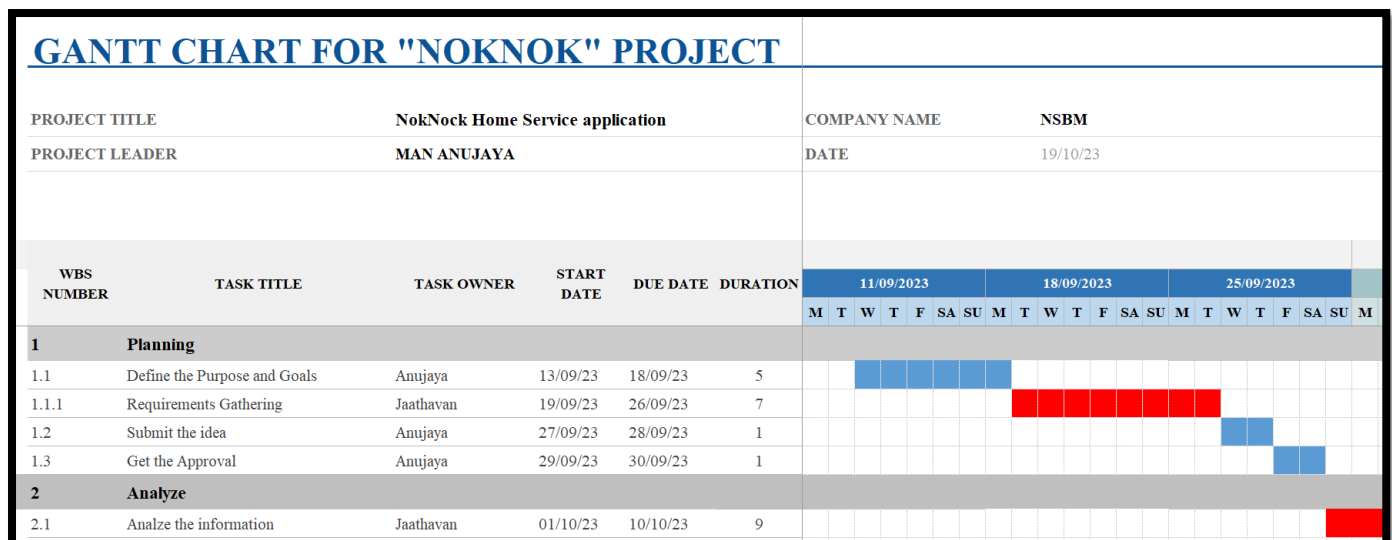 GANTT CHART FOR "NOKNOK" PROJECT
PROJECT TITLE NokNock Home Service application COMPANY NAME NSBM
PROJECT LEADER MAN ANUJAYA DATE 19/10/23
WBS NUMBER TASK TITLE TASK OWNER START DATE DUE DATE DURATION 11/09/2023 18/09/2023 25/09/2023
M T W T F SA SU M T W T F SA SU M T W T F SA SU M
1 Planning
1.1 Define the Purpose and Goals Anujaya 13/09/23 18/09/23 5
1.1.1 Requirements Gathering Jaathavan 19/09/23 26/09/23 7
1.2 Submit the idea Anujaya 27/09/23 28/09/23 1
1.3 Get the Approval Anujaya 29/09/23 30/09/23 1
2 Analyze
2.1 Analze the information Jaathavan 01/10/23 10/10/23 9